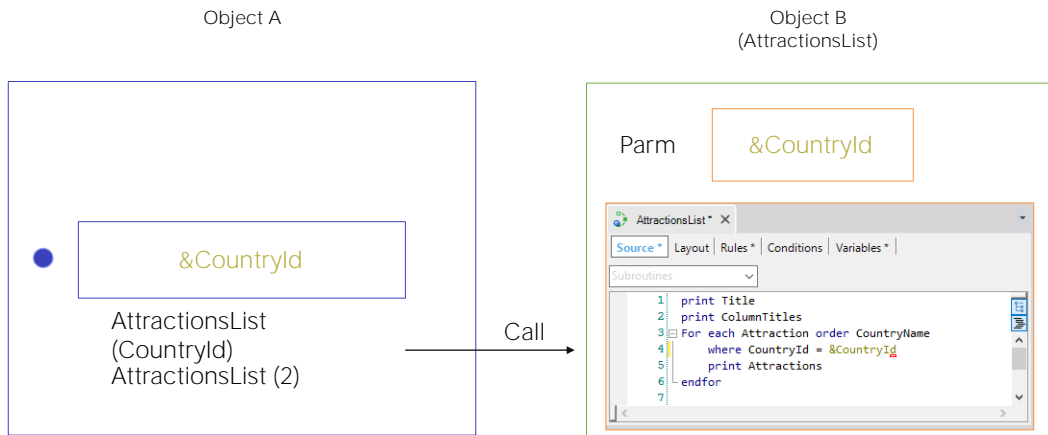 Object A
Object B
(AttractionsList)
Parm
&CountryId
&CountryId
AttractionsList
(CountryId)
AttractionsList (2)
Call
AttractionsList *
Source * Layout Rules * Conditions Variables *
Subroutines
1 print Title
2 print ColumnTitles
3 For each Attraction order CountryName
4 where CountryId = &CountryId
5 print Attractions
6 endfor
7